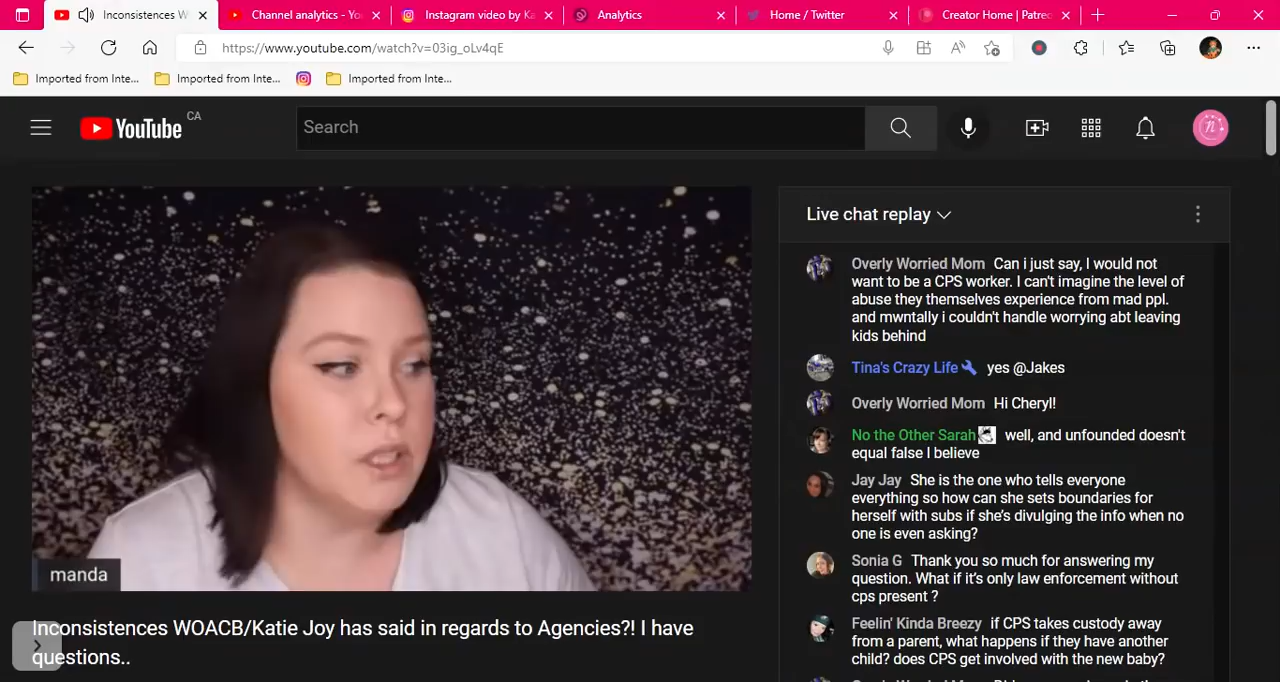 Inconsistences W
Channel analytics - Yo
Instagram video by Ka
Analytics
Home / Twitter
Creator Home | Patreo
https://www.youtube.com/watch?v=03ig_oLv4qE
Imported from Inte...
Imported from Inte...
Imported from Inte...
YouTube CA
Search
Live chat replay
Overly Worried Mom Can i just say, I would not
want to be a CPS worker. I can't imagine the level of
abuse they themselves experience from mad ppl.
and mwntally i couldn't handle worrying abt leaving
kids behind
Tina's Crazy Life yes @Jakes
Overly Worried Mom Hi Cheryl!
No the Other Sarah well, and unfounded doesn't
equal false I believe
Jay Jay She is the one who tells everyone
everything so how can she sets boundaries for
herself with subs if she's divulging the info when no
one is even asking?
Sonia G Thank you so much for answering my
question. What if it's only law enforcement without
cps present ?
Feelin' Kinda Breezy if CPS takes custody away
from a parent, what happens if they have another
child? does CPS get involved with the new baby?
manda
Inconsistences WOACB/Katie Joy has said in regards to Agencies?! I have
questions..